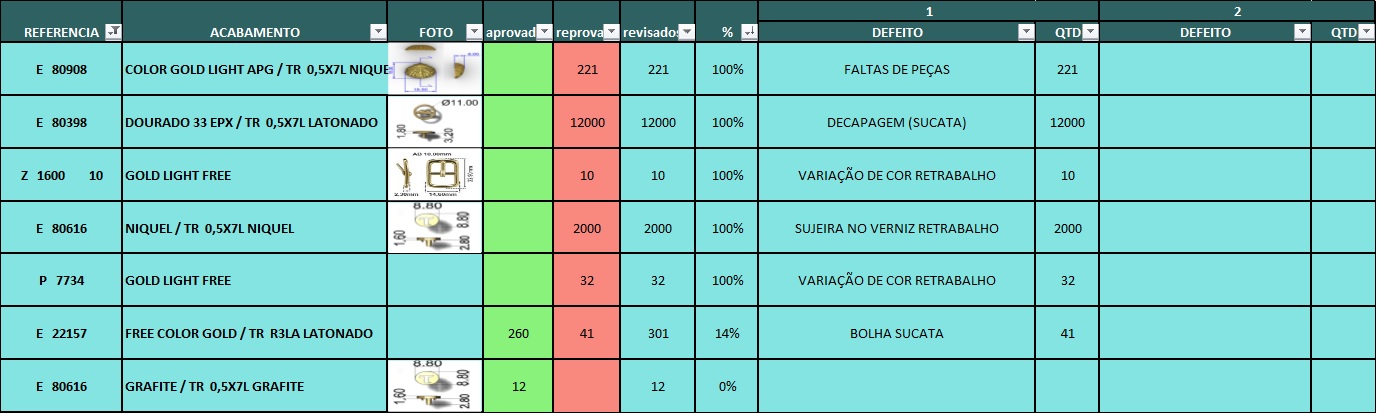 1 2
REFERENCIA ACABAMENTO FOTO aprovad reprova revisados % DEFEITO QTD DEFEITO QTD
E 80908 COLOR GOLD LIGHT APG / TR 0,5X7L NIQUE 221 221 100% FALTAS DE PEÇAS 221
Ø11.00
E 80398 DOURADO 33 EPX / TR 0,5X7L LATONADO 1,80 3,20 12000 12000 100% DECAPAGEM (SUCATA) 12000
Z 1600 10 GOLD LIGHT FREE 10 10 100% VARIAÇÃO DE COR RETRABALHO 10
8.80
E 80616 NIQUEL / TR 0,5X7L NIQUEL 1,60 8.80 2.80 2000 2000 100% SUJEIRA NO VERNIZ RETRABALHO 2000
P 7734 GOLD LIGHT FREE 32 32 100% VARIAÇÃO DE COR RETRABALHO 32
E 22157 FREE COLOR GOLD / TR R3LA LATONADO 260 41 301 14% BOLHA SUCATA 41
8.80
E 80616 GRAFITE / TR 0,5X7L GRAFITE 1,60 8.80 2.80 12 12 0%